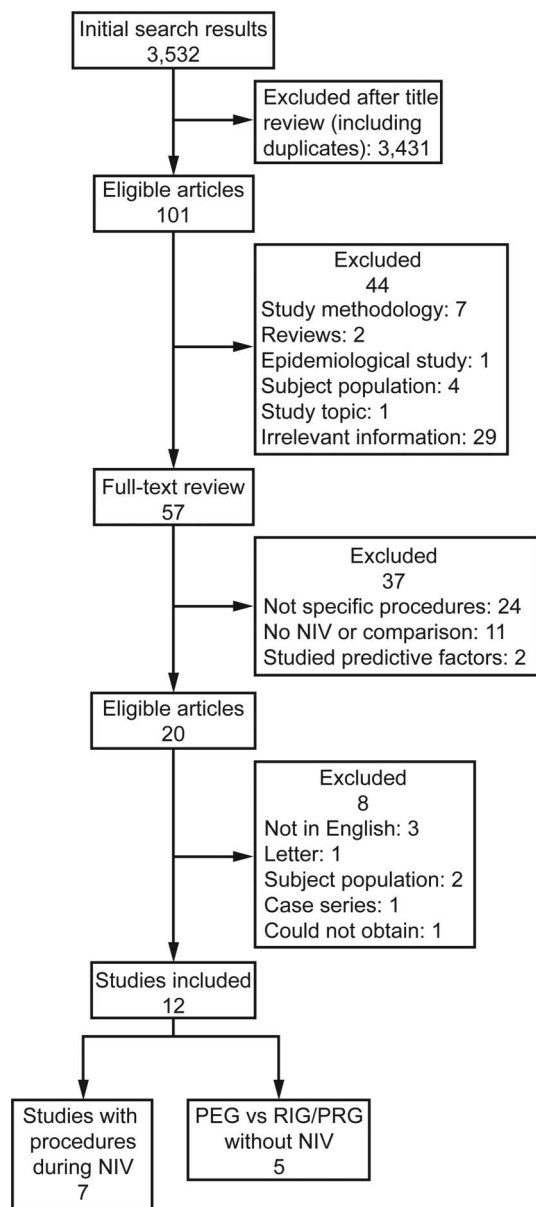 Initial search results
3,532
Excluded after title
review (including
duplicates): 3,431
Eligible articles
101
Excluded
44
Study methodology: 7
Reviews: 2
Epidemiological study: 1
Subject population: 4
Study topic: 1
Irrelevant information: 29
Full-text review
57
Excluded
37
Not specific procedures: 24
No NIV or comparison: 11
Studied predictive factors: 2
Eligible articles
20
Excluded
8
Not in English: 3
Letter: 1
Subject population: 2
Case series: 1
Could not obtain: 1
Studies included
12
Studies with
procedures
during NIV
7
PEG vs RIG/PRG
without NIV
5